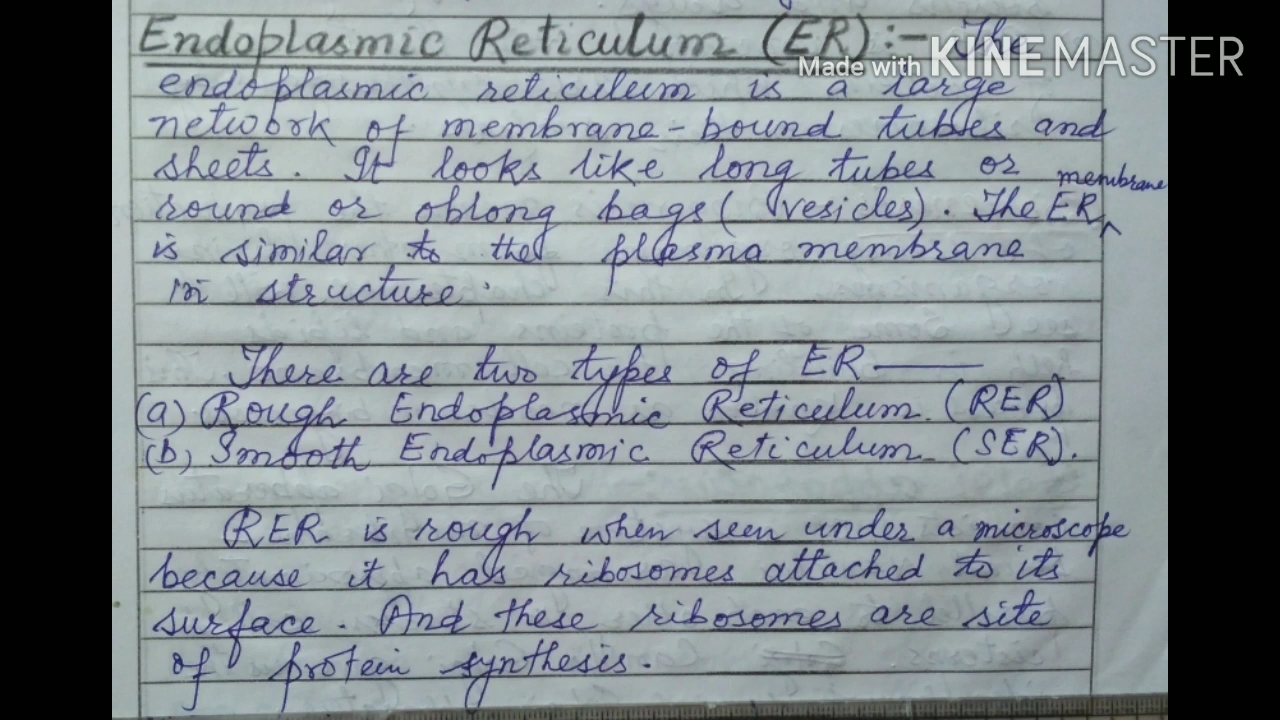 Endoplasmic Reticulum (ER) :- The
Made with KINEMASTER
endoplasmic reticulum is a large
network of membrane-bound tubes and
sheets. It looks like long tubes or
round or oblong bags (vesicles). The ER membrane
is similar to the plasma membrane
in structure.
There are two types of ER ——
(a) Rough Endoplasmic Reticulum (RER)
(b) Smooth Endoplasmic Reticulum (SER).
RER is rough when seen under a microscope
because it has ribosomes attached to its
surface. And these ribosomes are site
of protein synthesis.